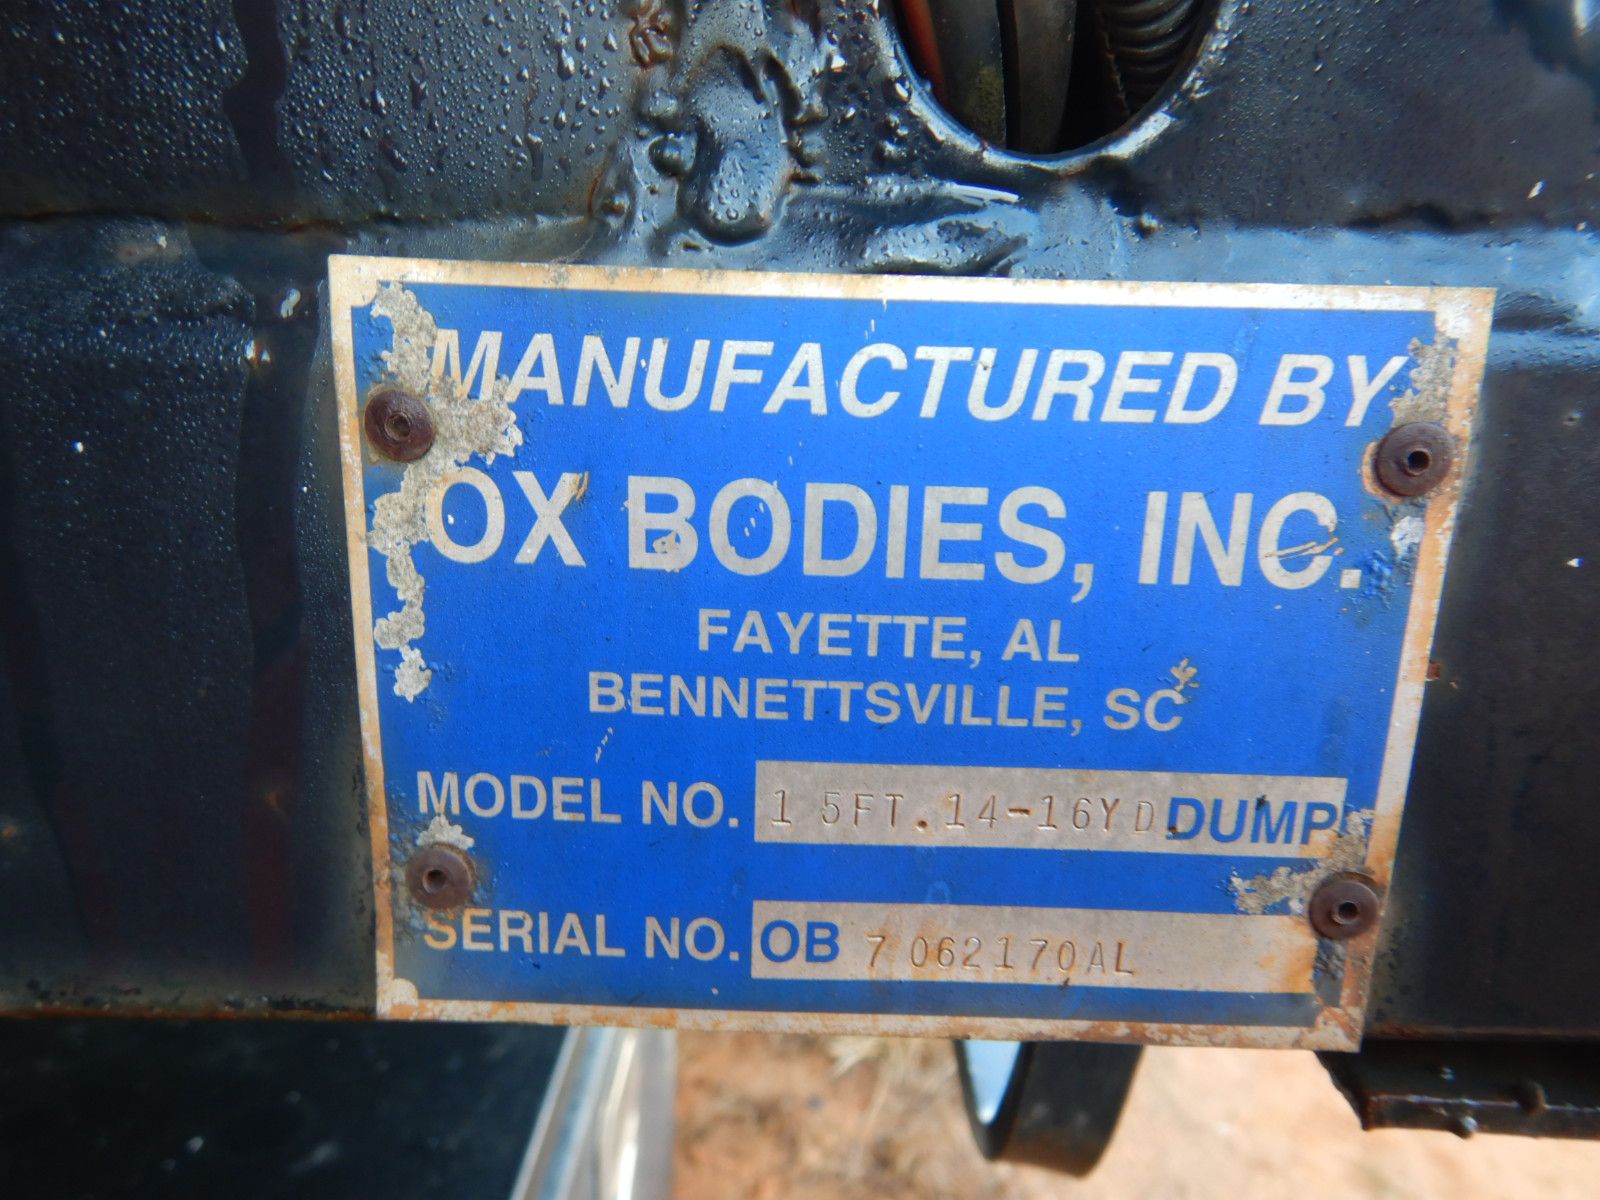 MANUFACTURED BY
OX BODIES, INC.
FAYETTE, AL
BENNETTSVILLE, SC
MODEL NO. 15FT.14-16YD DUMP
SERIAL NO. OB 7062170AL